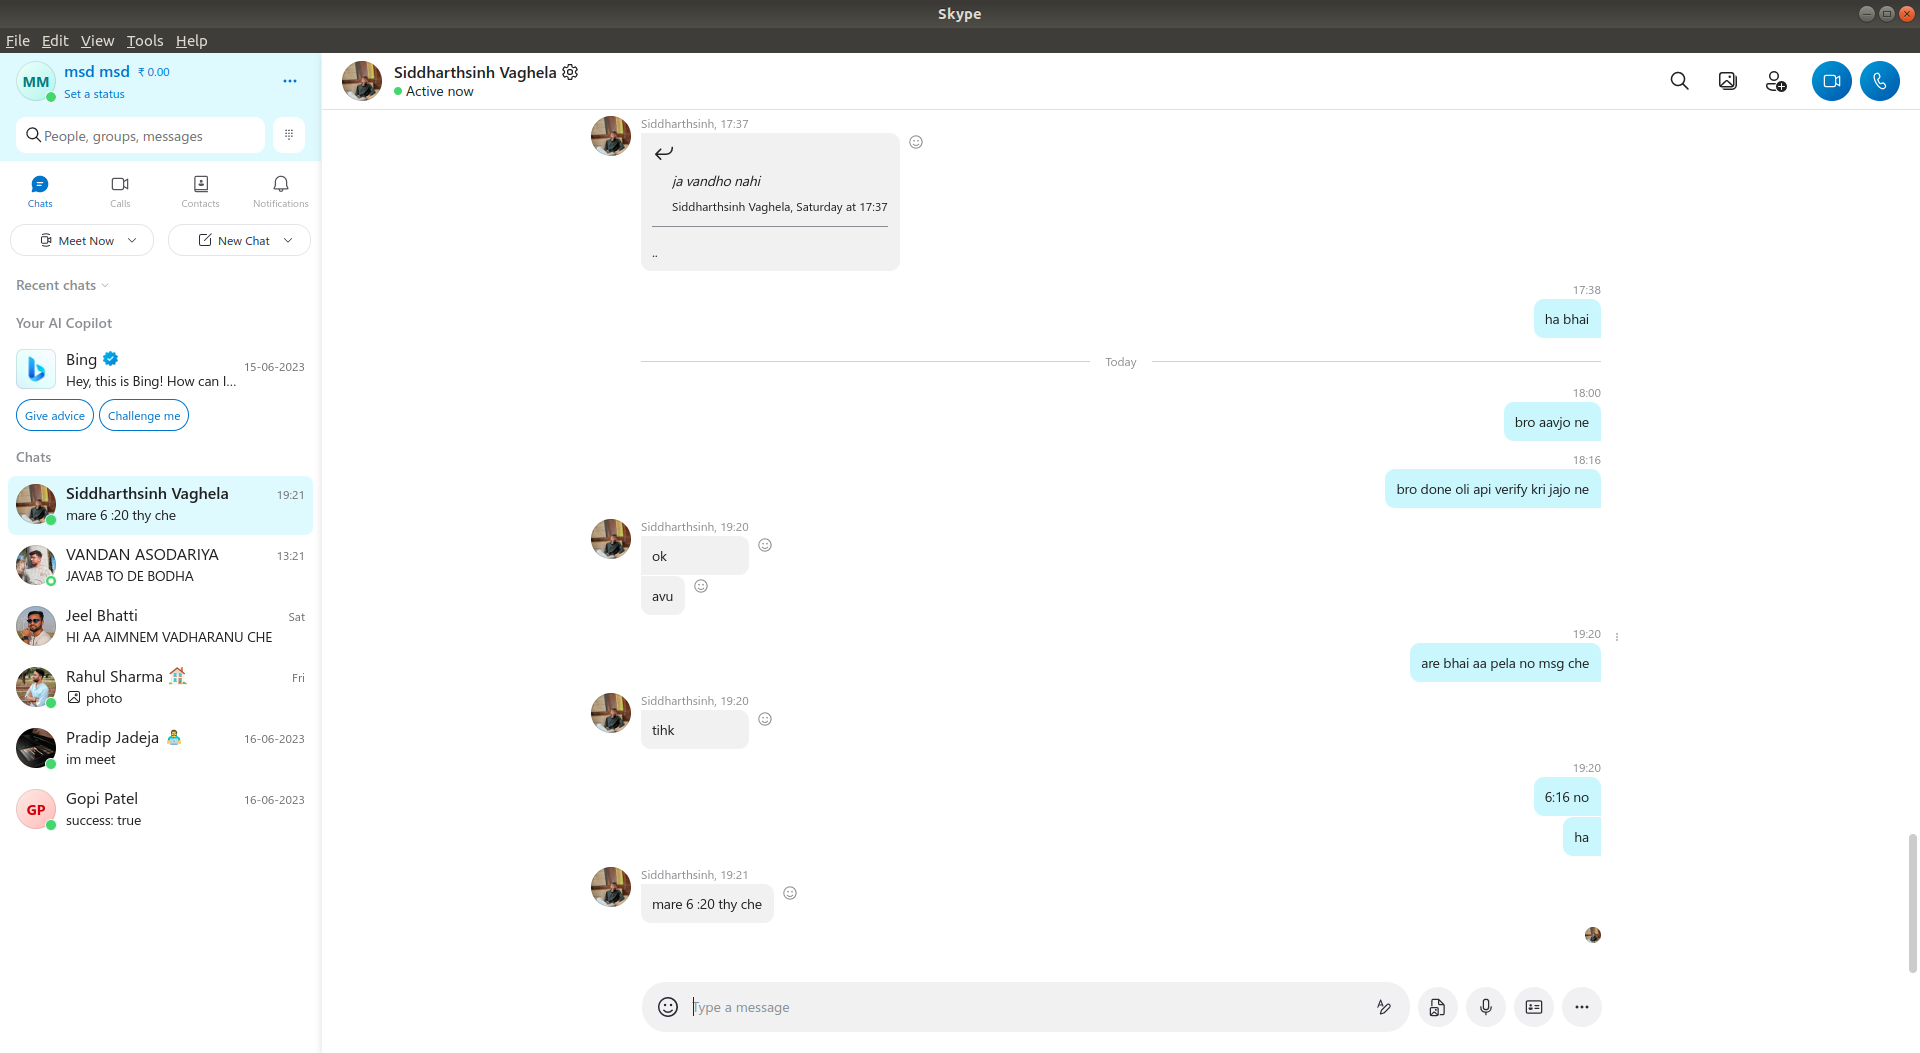 Skype
File Edit View Tools Help
MM
msd msd ₹ 0.00
Set a status
People, groups, messages
Chats Calls Contacts Notifications
Meet Now New Chat
Recent chats
Your AI Copilot
Bing 15-06-2023
Hey, this is Bing! How can I...
Give advice Challenge me
Chats
Siddharthsinh Vaghela 19:21
mare 6 :20 thy che
VANDAN ASODARIYA 13:21
JAVAB TO DE BODHA
Jeel Bhatti Sat
HI AA AIMNEM VADHARANU CHE
Rahul Sharma Fri
photo
Pradip Jadeja 16-06-2023
im meet
GP
Gopi Patel 16-06-2023
success: true
Siddharthsinh Vaghela
Active now
Siddharthsinh, 17:37
ja vandho nahi
Siddharthsinh Vaghela, Saturday at 17:37
..
17:38
ha bhai
Today
18:00
bro aavjo ne
18:16
bro done oli api verify kri jajo ne
Siddharthsinh, 19:20
ok
avu
19:20
are bhai aa pela no msg che
Siddharthsinh, 19:20
tihk
19:20
6:16 no
ha
Siddharthsinh, 19:21
mare 6 :20 thy che
Type a message